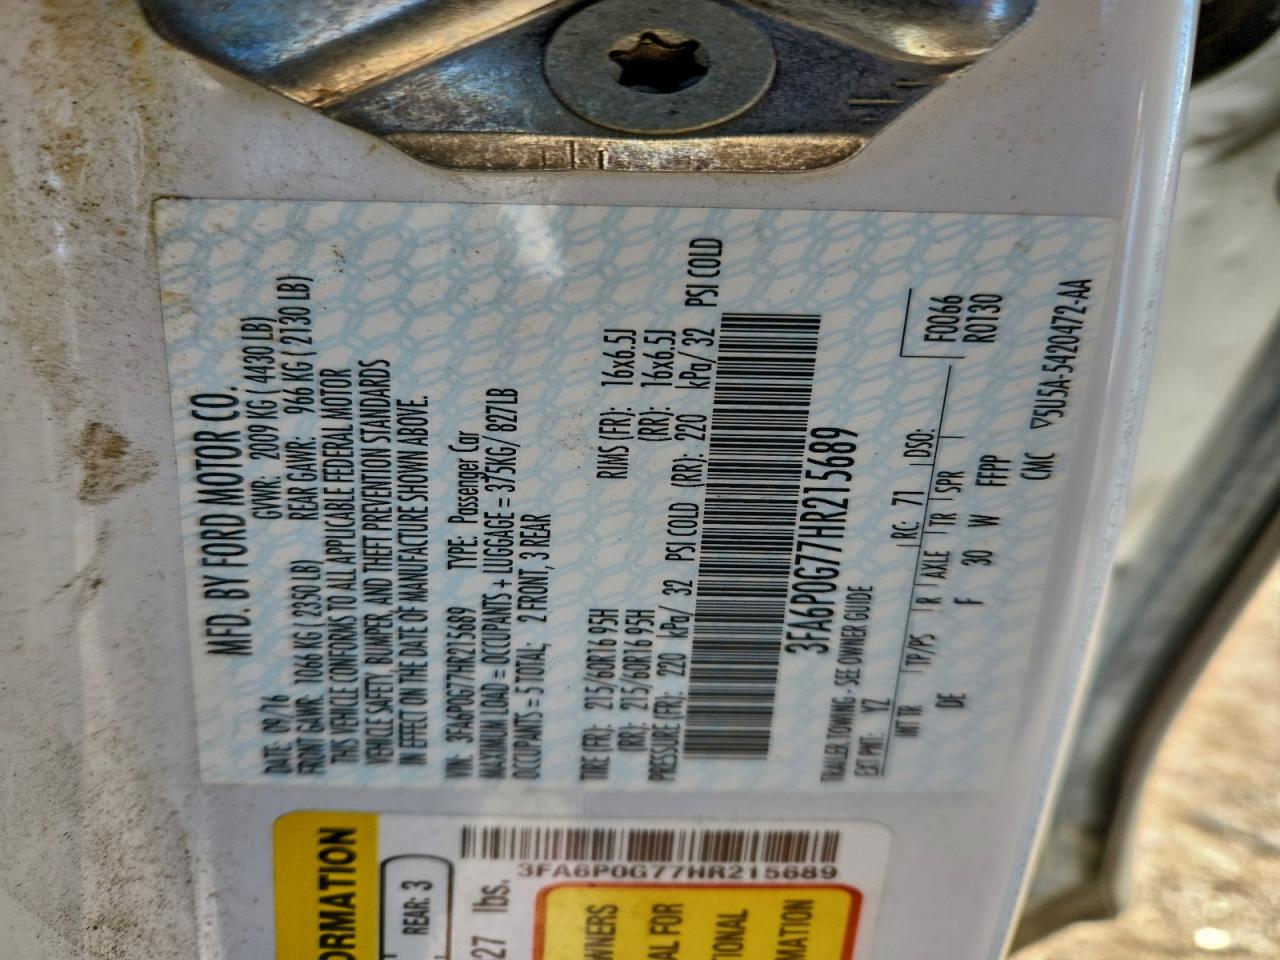 MFD. BY FORD MOTOR CO.
DATE: 09/16 GVWR: 2009 KG ( 4430 LB)
FRONT GAWR: 1066 KG ( 2350 LB) REAR GAWR: 966 KG ( 2130 LB)
THIS VEHICLE CONFORMS TO ALL APPLICABLE FEDERAL MOTOR
VEHICLE SAFETY, BUMPER, AND THEFT PREVENTION STANDARDS
IN EFFECT ON THE DATE OF MANUFACTURE SHOWN ABOVE.
VIN: 3FA6P0G77HR215689 TYPE: Passenger Car
MAXIMUM LOAD = OCCUPANTS + LUGGAGE = 375KG/ 827LB
OCCUPANTS = 5 TOTAL; 2 FRONT, 3 REAR
TIRE (FR): 215/60R16 95H RIMS (FR): 16x6.5J
(RR): 215/60R16 95H (RR): 16x6.5J
PRESSURE (FR): 220 kPa/ 32 PSI COLD (RR): 220 kPa/ 32 PSI COLD
3FA6P0G77HR215689
TRAILER TOWING - SEE OWNER GUIDE
EXT PNT: YZ RC: 71 DSO: F0066
INT TR TP/PS R AXLE TR SPR R0130
DE F 30 W FFPP
CMC 5U5A-5420472-AA
ORMATION
REAR: 3
27 lbs.
3FA6P0G77HR215689
WNERS
AL FOR
TIONAL
MATION